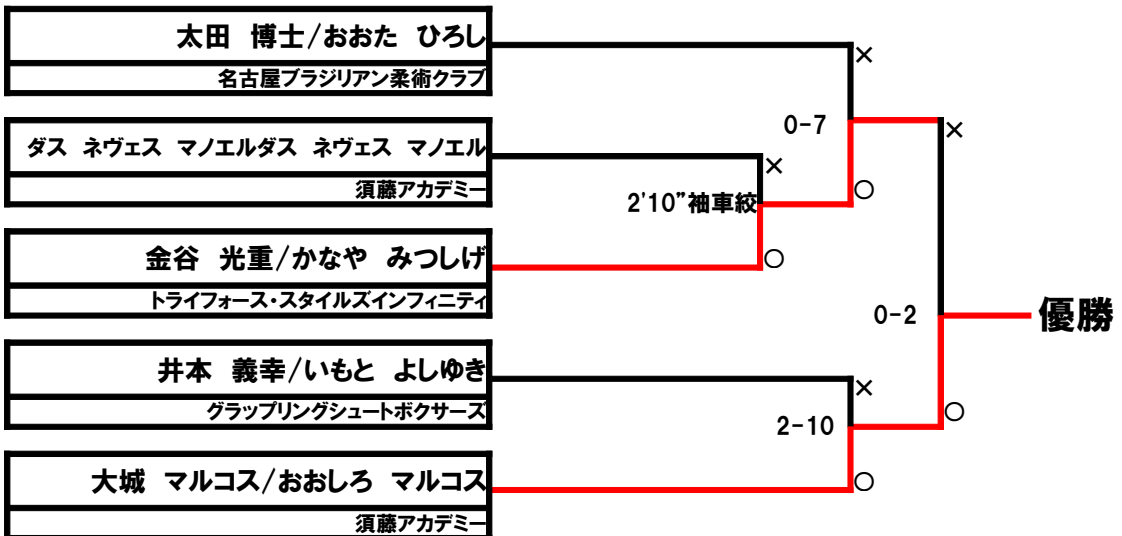 太田 博士/おおた ひろし
名古屋ブラジリアン柔術クラブ
×
0-7
ダス ネヴェス マノエルダス ネヴェス マノエル
須藤アカデミー
×
2'10”袖車絞
○
×
金谷 光重/かなや みつしげ
トライフォース・スタイルズインフィニティ
○
0-2
優勝
井本 義幸/いもと よしゆき
グラップリングシュートボクサーズ
×
2-10
○
大城 マルコス/おおしろ マルコス
須藤アカデミー
○